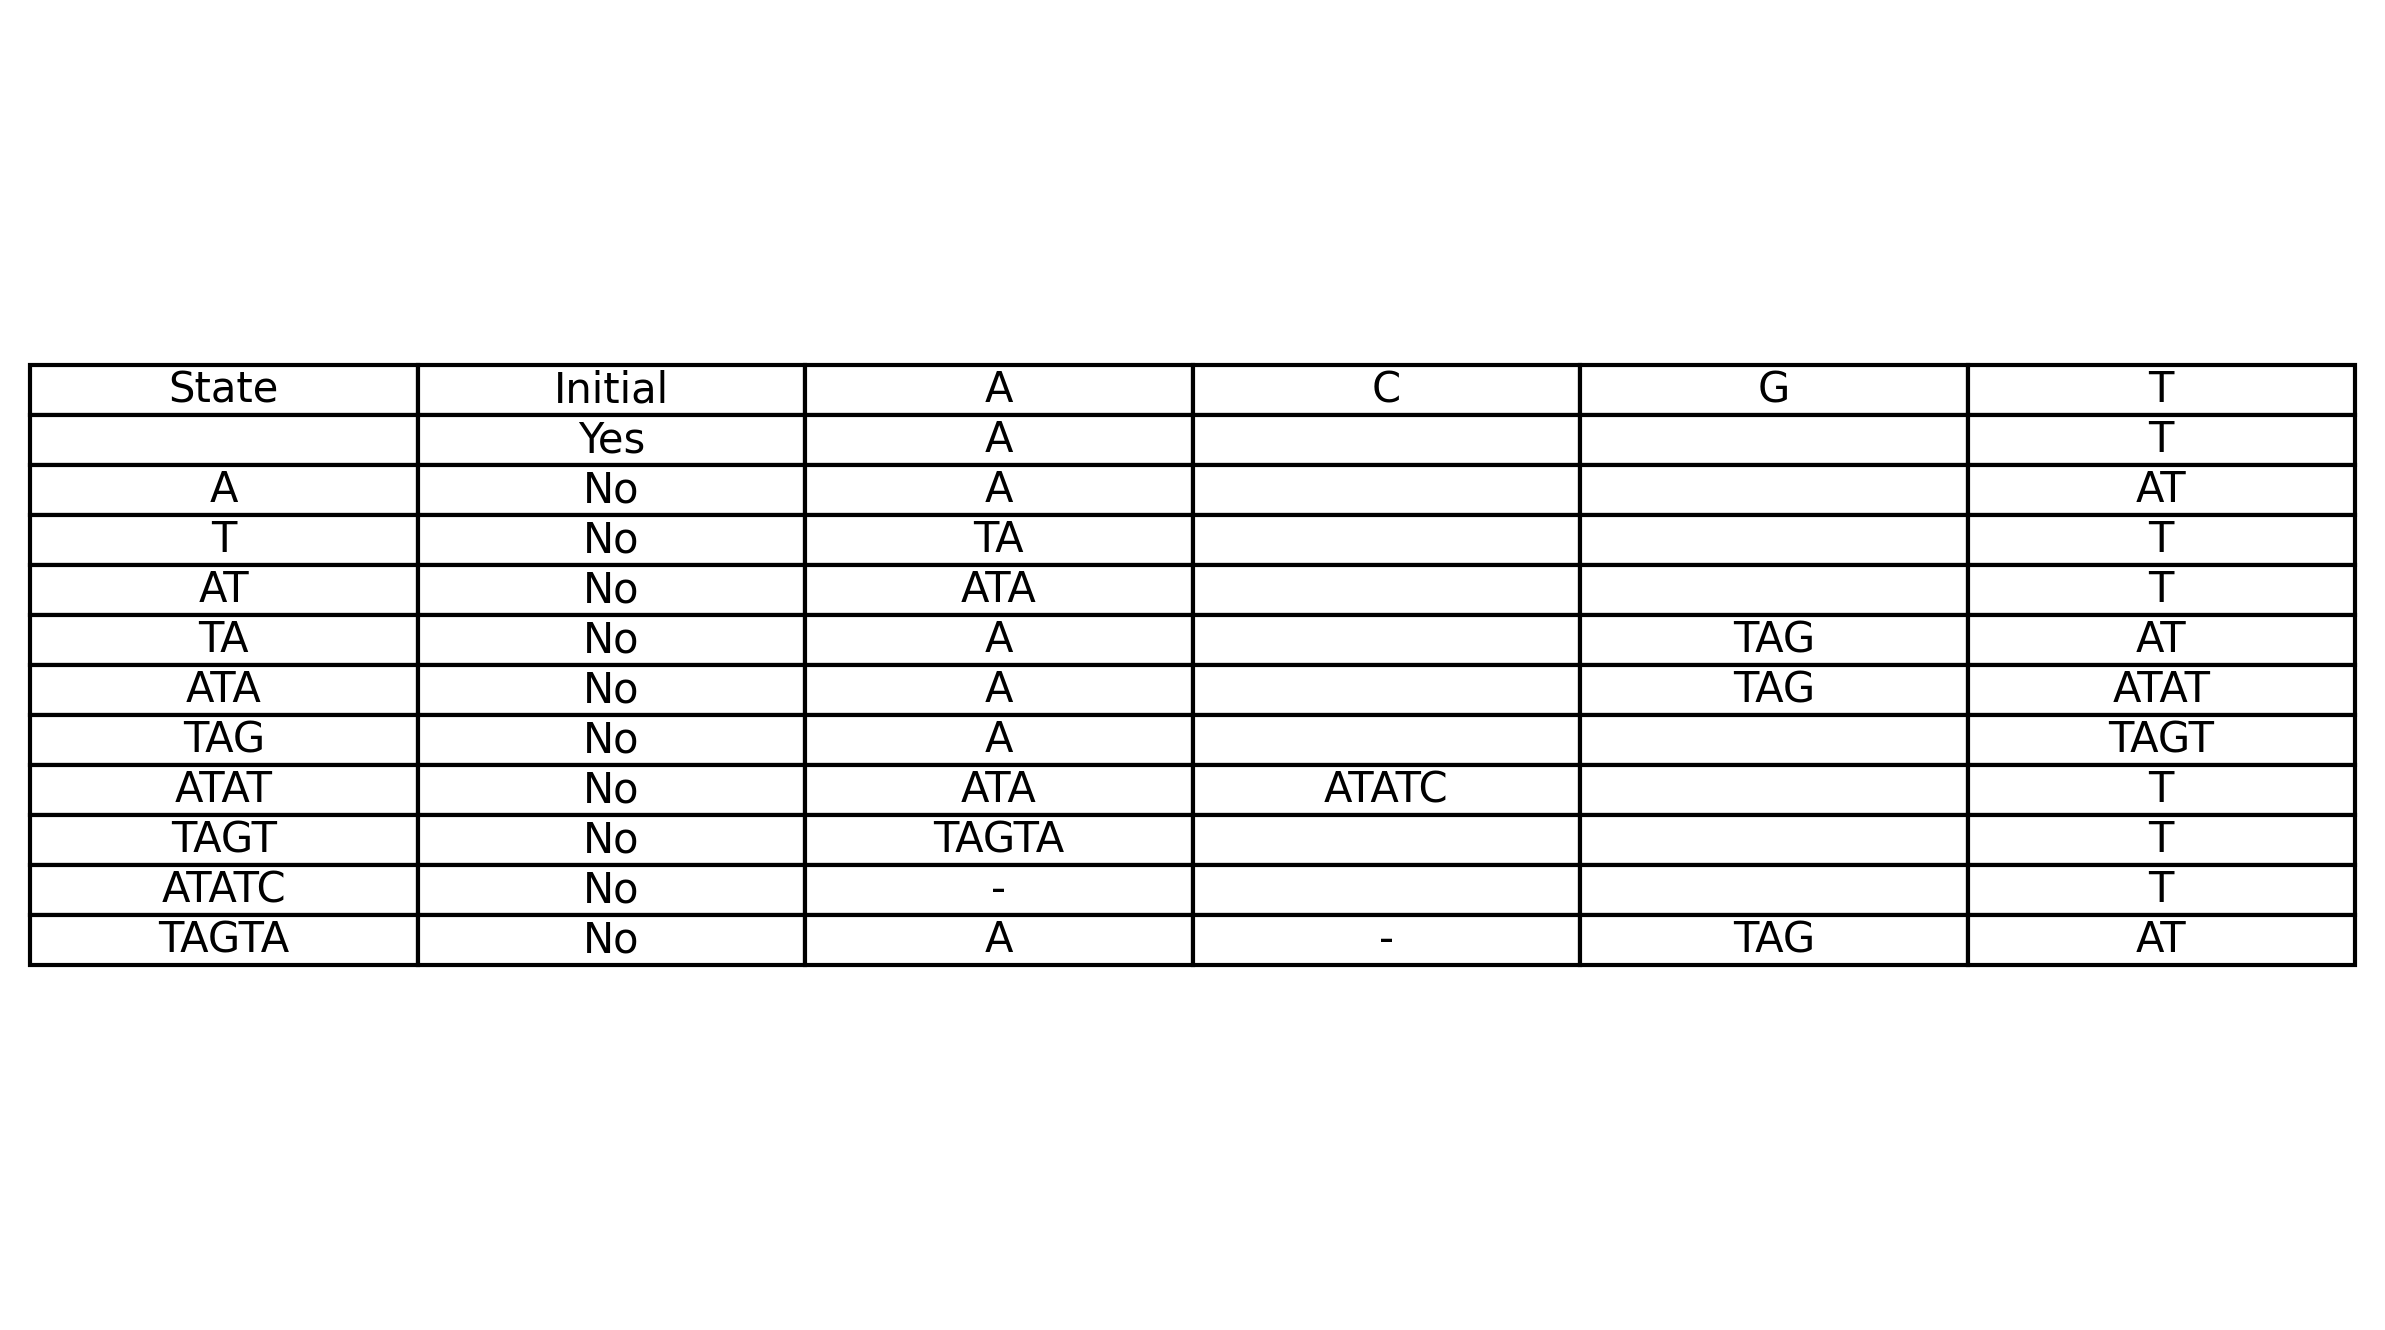 State Initial A C G T
Yes A T
A No A AT
T No TA T
AT No ATA T
TA No A TAG AT
ATA No A TAG ATAT
TAG No A TAGT
ATAT No ATA ATATC T
TAGT No TAGTA T
ATATC No - T
TAGTA No A - TAG AT